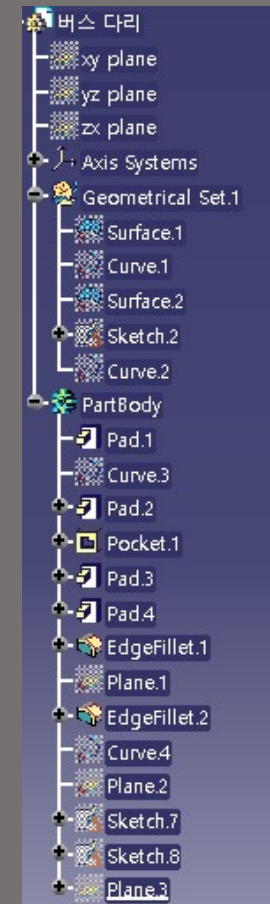 버스 다리
xy plane
yz plane
zx plane
Axis Systems
Geometrical Set.1
Surface.1
Curve.1
Surface.2
Sketch.2
Curve.2
PartBody
Pad.1
Curve.3
Pad.2
Pocket.1
Pad.3
Pad.4
EdgeFillet.1
Plane.1
EdgeFillet.2
Curve.4
Plane.2
Sketch.7
Sketch.8
Plane.3